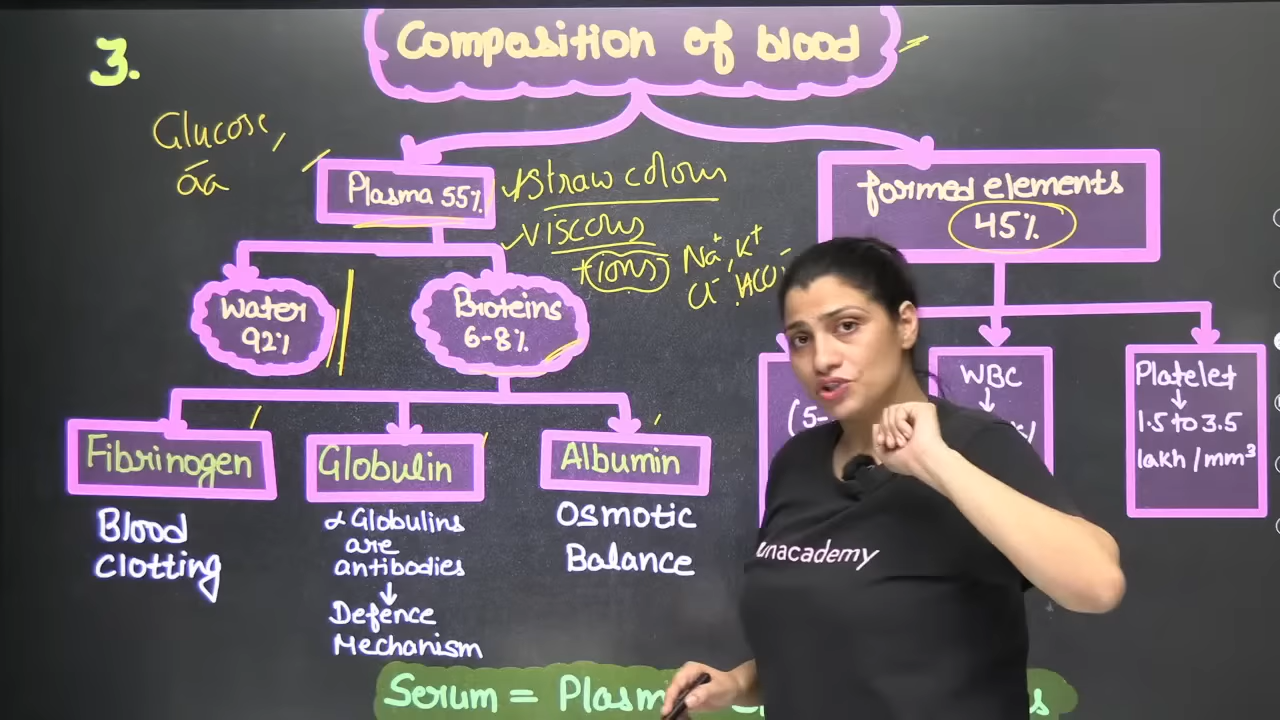 3.
Composition of blood
Glucose,
āa
Plasma 55%
Straw colour
Viscous
+ (ions)
Na⁺, K⁺
Cl⁻
formed elements
45%
Water
92%
Proteins
6-8%
(5-
WBC
Platelet
1.5 to 3.5
lakh/mm³
Fibrinogen
Globulin
Albumin
Blood
Clotting
α Globulins
are
antibodies
Defence
Mechanism
Osmotic
Balance
unacademy
Serum = Plasm